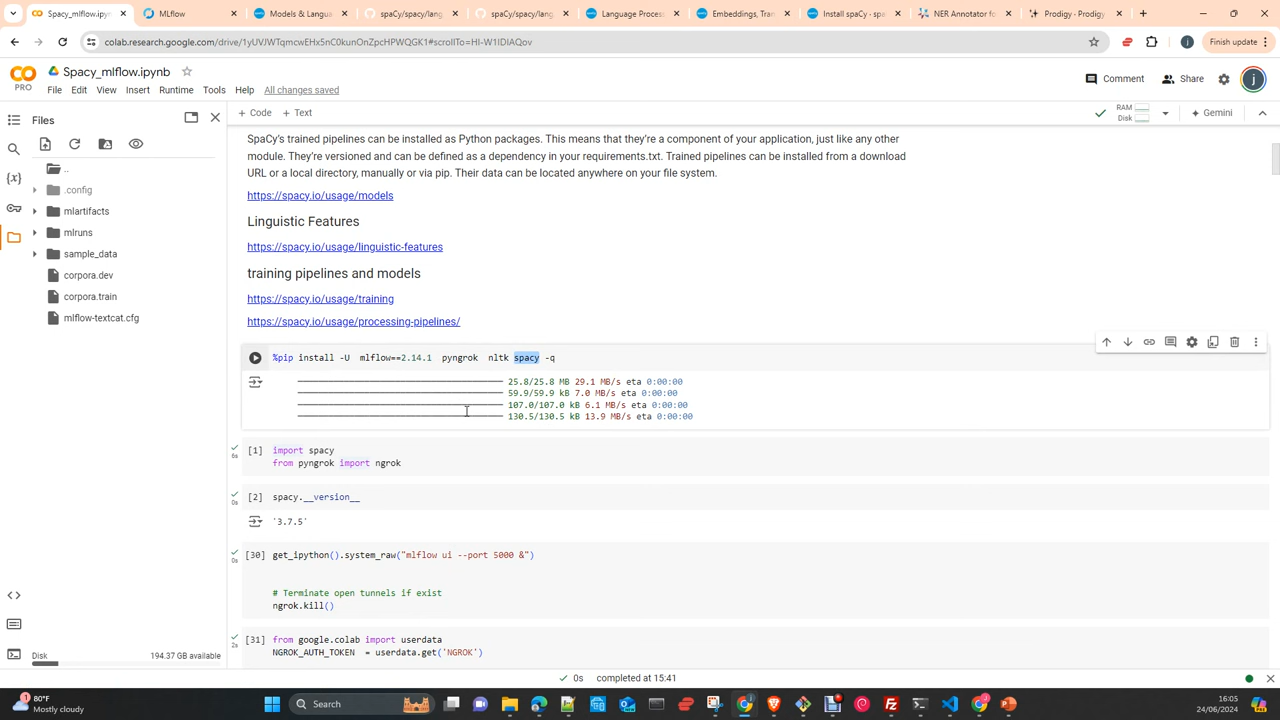 Spacy_mlflow.ipynb
MLflow
Models & Langua
spaCy/spacy/lang
spaCy/spacy/lang
Language Process
Embeddings, Tran
Install spaCy · spa
NER Annotator fo
Prodigy · Prodigy
colab.research.google.com/drive/1yUVJWTqmcwEHx5nC0kunOnZpcHPWQGK1#scrollTo=HI-W1IDIAQov
Finish update
CO
PRO
Spacy_mlflow.ipynb
File Edit View Insert Runtime Tools Help All changes saved
Comment
Share
j
Files
+ Code + Text
RAM
Disk
Gemini
..
.config
mlartifacts
mlruns
sample_data
corpora.dev
corpora.train
mlflow-textcat.cfg
Disk
194.37 GB available
SpaCy's trained pipelines can be installed as Python packages. This means that they're a component of your application, just like any other
module. They're versioned and can be defined as a dependency in your requirements.txt. Trained pipelines can be installed from a download
URL or a local directory, manually or via pip. Their data can be located anywhere on your file system.
https://spacy.io/usage/models
Linguistic Features
https://spacy.io/usage/linguistic-features
training pipelines and models
https://spacy.io/usage/training
https://spacy.io/usage/processing-pipelines/
%pip install -U mlflow==2.14.1 pyngrok nltk spacy -q
25.8/25.8 MB 29.1 MB/s eta 0:00:00
59.9/59.9 kB 7.0 MB/s eta 0:00:00
107.0/107.0 kB 6.1 MB/s eta 0:00:00
130.5/130.5 kB 13.9 MB/s eta 0:00:00
[1] import spacy
6s
from pyngrok import ngrok
[2] spacy.__version__
0s
'3.7.5'
[30] get_ipython().system_raw("mlflow ui --port 5000 &")
0s
# Terminate open tunnels if exist
ngrok.kill()
[31] from google.colab import userdata
2s
NGROK_AUTH_TOKEN = userdata.get('NGROK')
0s completed at 15:41
80°F
Mostly cloudy
Search
16:05
24/06/2024